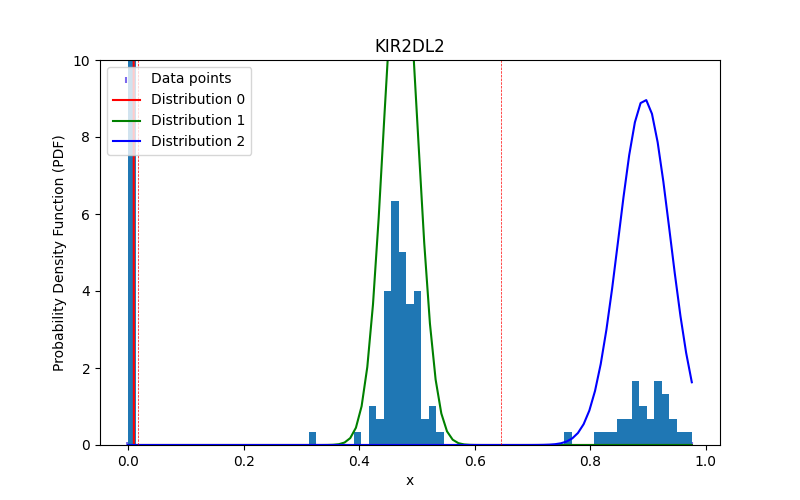 KIR2DL2
Probability Density Function (PDF)
10
8
6
4
2
0
Data points
Distribution 0
Distribution 1
Distribution 2
0.0 0.2 0.4 0.6 0.8 1.0
x